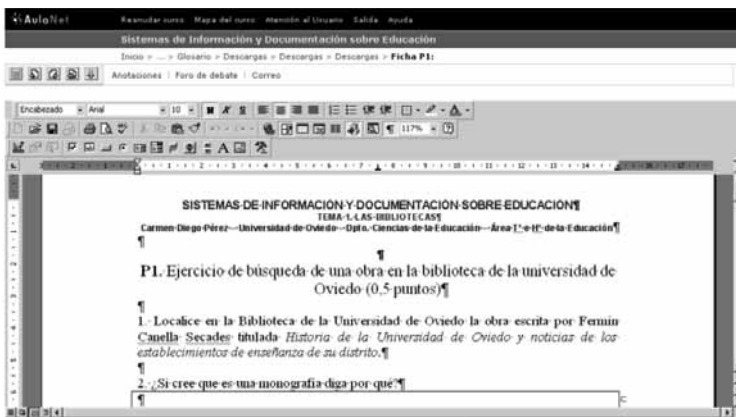 AulaNet
Reanudar curso Mapa del curso Atención al Usuario Salida Ayuda
Sistemas de Información y Documentación sobre Educación
Inicio > ... > Glosario > Descargas > Descargas > Descargas > Ficha P1:
Anotaciones | Foro de debate | Correo
Encabezado Arial 10 N K S
117%
SISTEMAS·DE·INFORMACIÓN·Y·DOCUMENTACIÓN·SOBRE·EDUCACIÓN¶
TEMA·1.·LAS·BIBLIOTECAS¶
Carmen·Diego·Pérez·-·Universidad·de·Oviedo·-·Dpto.·Ciencias·de·la·Educación·-·Área·Tª·e·Hª·de·la·Educación¶
¶
¶
P1.·Ejercicio·de·búsqueda·de·una·obra·en·la·biblioteca·de·la·universidad·de·
Oviedo·(0,5·puntos)¶
¶
1.·Localice·en·la·Biblioteca·de·la·Universidad·de·Oviedo·la·obra·escrita·por·Fermín·
Canella·Secades·titulada·Historia·de·la·Universidad·de·Oviedo·y·noticias·de·los·
establecimientos·de·enseñanza·de·su·distrito.¶
¶
2.·¿Si·cree·que·es·una·monografía·diga·por·qué?¶
¶